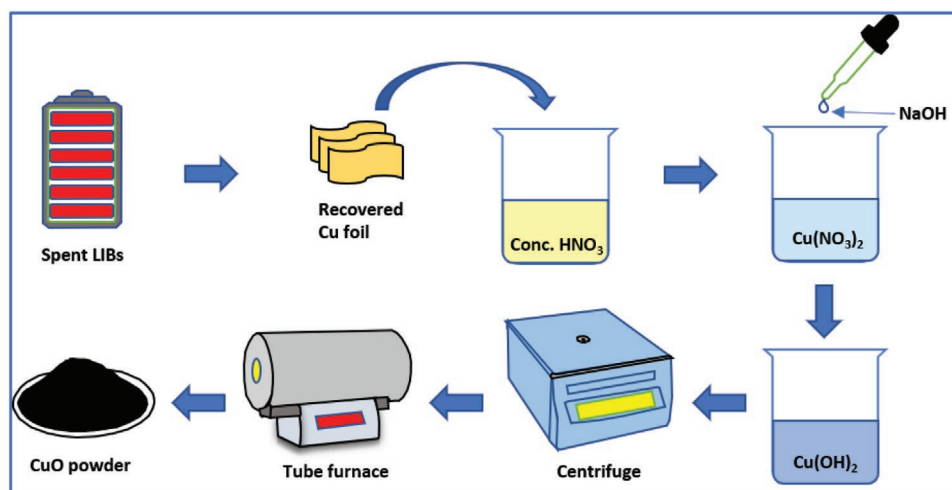 NaOH
Spent LIBs
Recovered
Cu foil
Conc. HNO₃
Cu(NO₃)₂
CuO powder
Tube furnace
Centrifuge
Cu(OH)₂